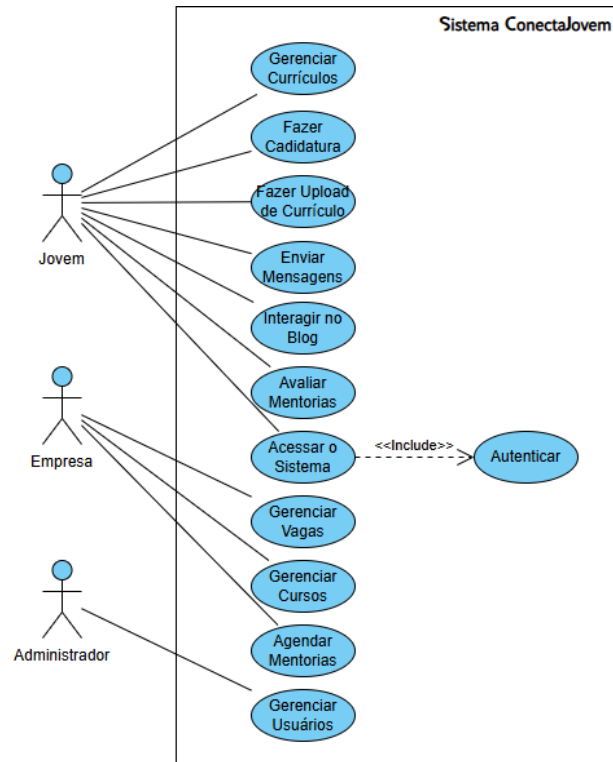 Sistema ConectaJovem
Gerenciar
Currículos
Fazer
Cadidatura
Fazer Upload
de Currículo
Jovem
Enviar
Mensagens
Interagir no
Blog
Avaliar
Mentorias
Empresa
Acessar o
Sistema
<<Include>>
Autenticar
Gerenciar
Vagas
Gerenciar
Cursos
Administrador
Agendar
Mentorias
Gerenciar
Usuários